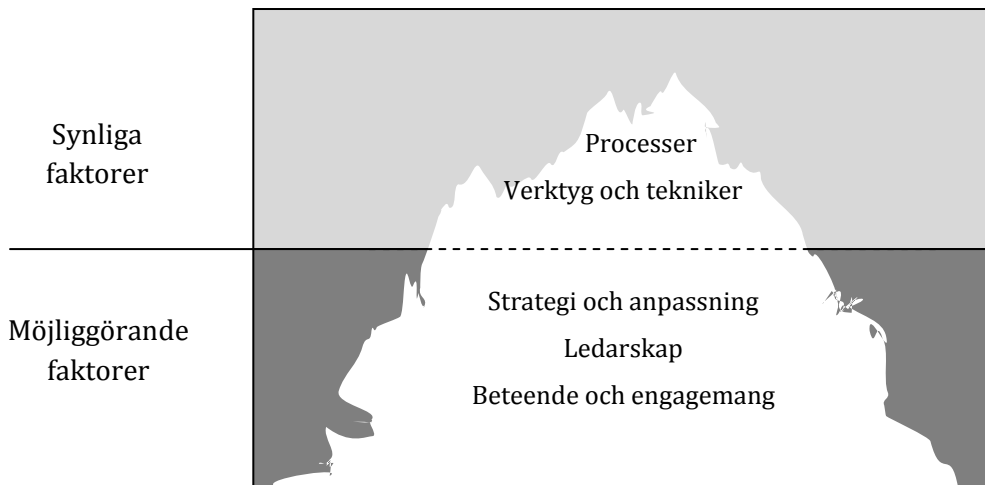 Synliga
faktorer
Processer
Verktyg och tekniker
Möjliggörande
faktorer
Strategi och anpassning
Ledarskap
Beteende och engagemang